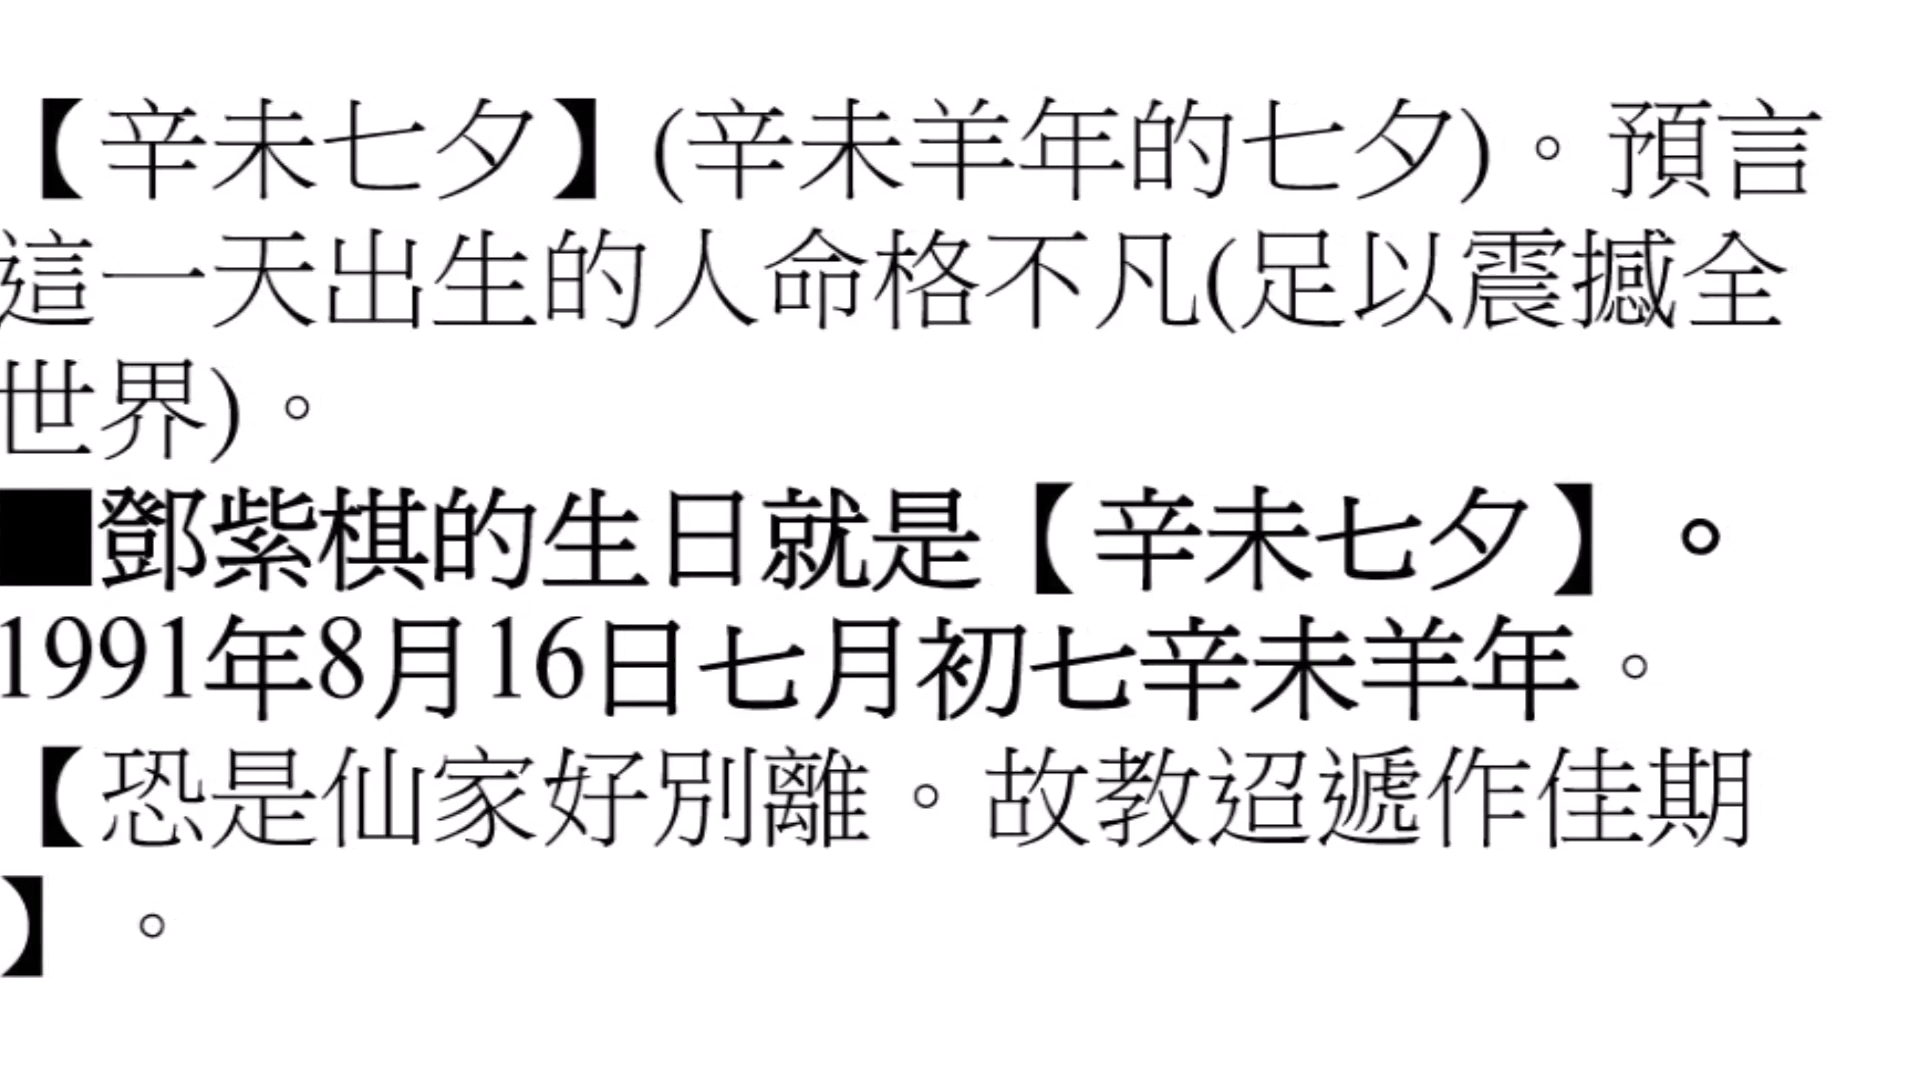 【辛未七夕】(辛未羊年的七夕)。預言
這一天出生的人命格不凡(足以震撼全
世界)。
■鄧紫棋的生日就是【辛未七夕】。
1991年8月16日七月初七辛未羊年。
【恐是仙家好別離。故教迢遞作佳期
】。